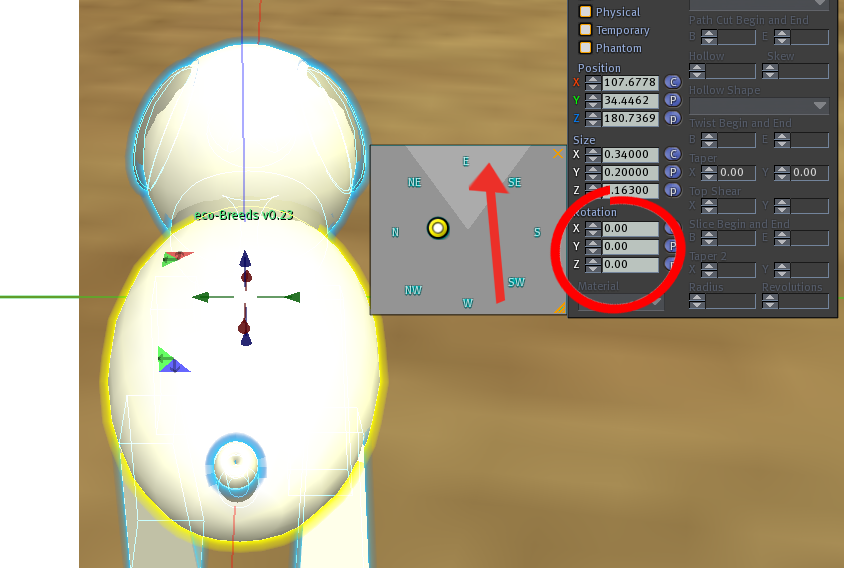 Physical
Temporary
Phantom
Position
X 107.6778 C
Y 34.4462 P
Z 180.7369 p
Size
X 0.34000 C
Y 0.20000 P
Z .16300 p
Rotation
X 0.00
Y 0.00 P
Z 0.00
Material
Path Cut Begin and End
B E
Hollow Skew
Hollow Shape
Twist Begin and End
B E
Taper
X 0.00 Y 0.00
Top Shear
X Y
Slice Begin and End
B E
Taper 2
X Y
Radius Revolutions
E
NE SE
N S
NW SW
W
eco-Breeds v0.23